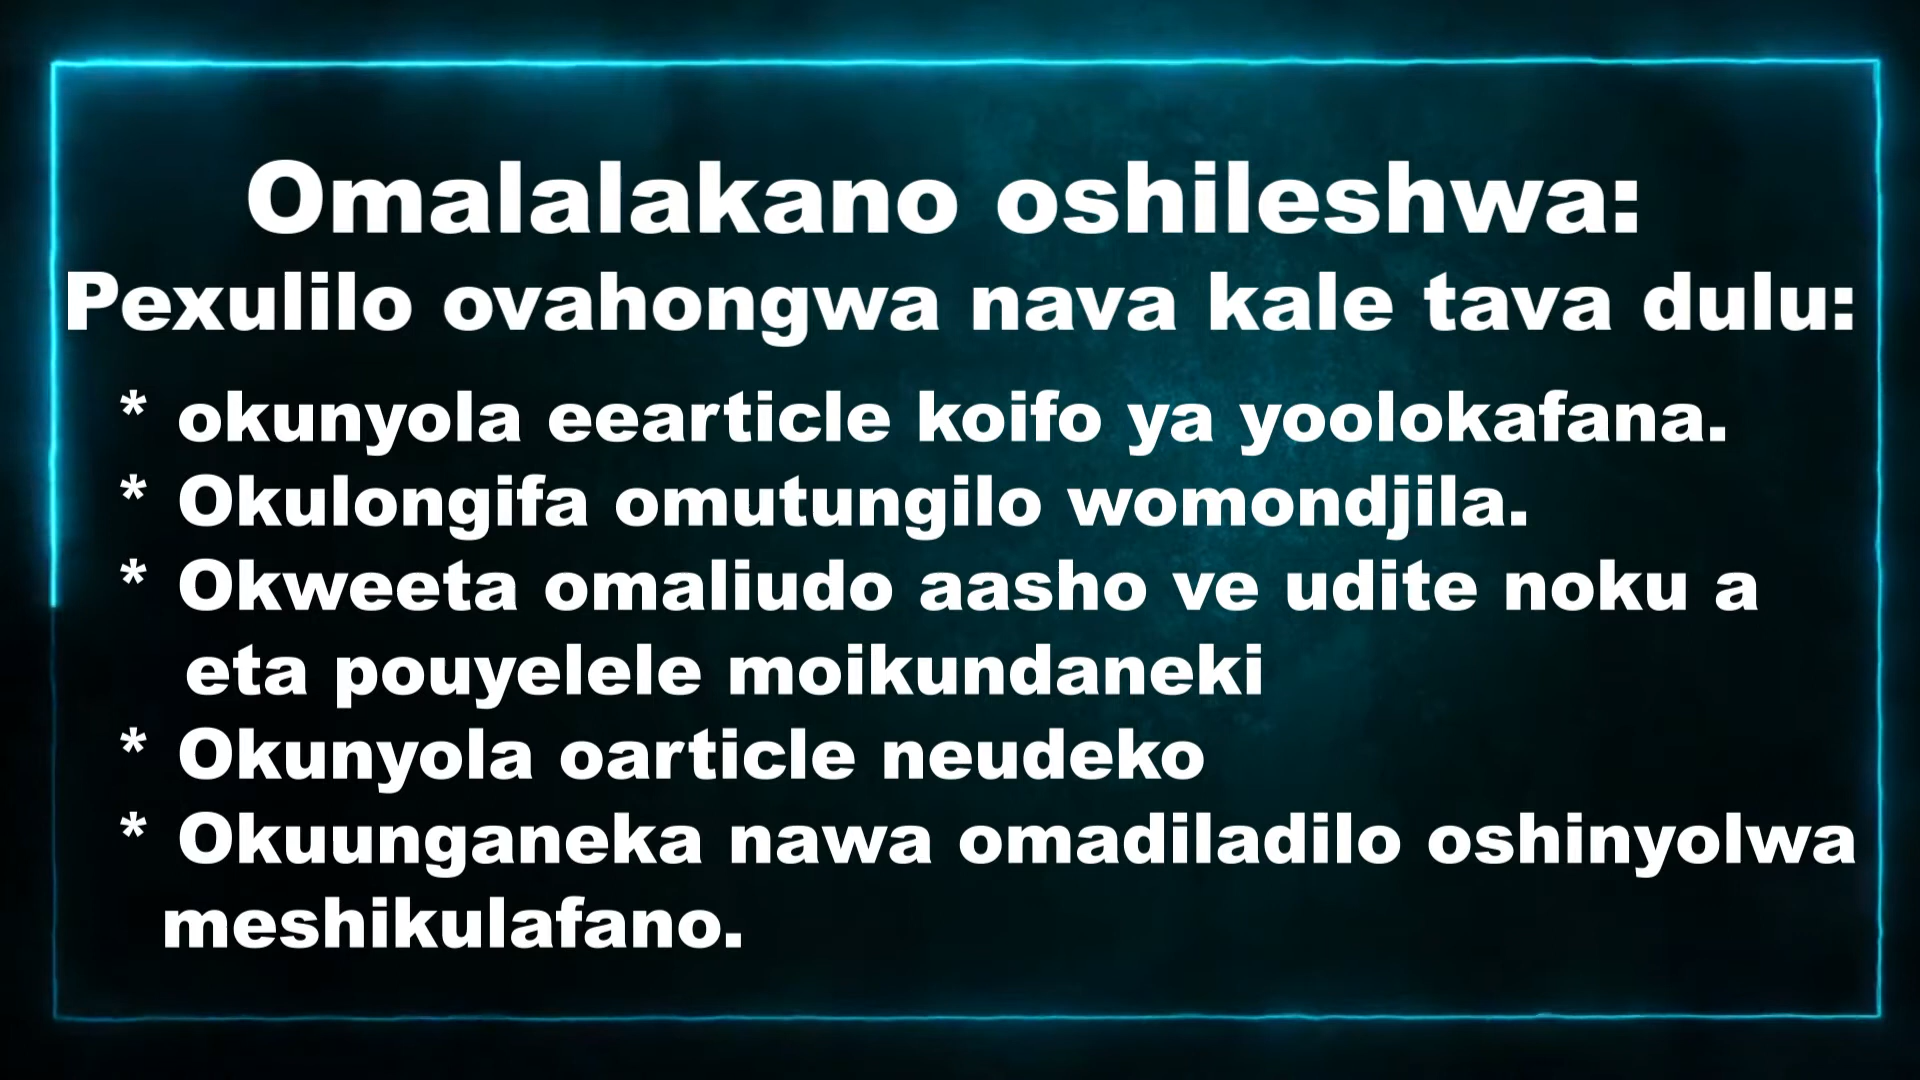 Omalalakano oshileshwa:
Pexulilo ovahongwa nava kale tava dulu:
* okunyola eearticle koifo ya yoolokafana.
* Okulongifa omutungilo womondjila.
* Okweeta omaliudo aasho ve udite noku a
eta pouyelele moikundaneki
* Okunyola oarticle neudeko
* Okuunganeka nawa omadiladilo oshinyolwa
meshikulafano.